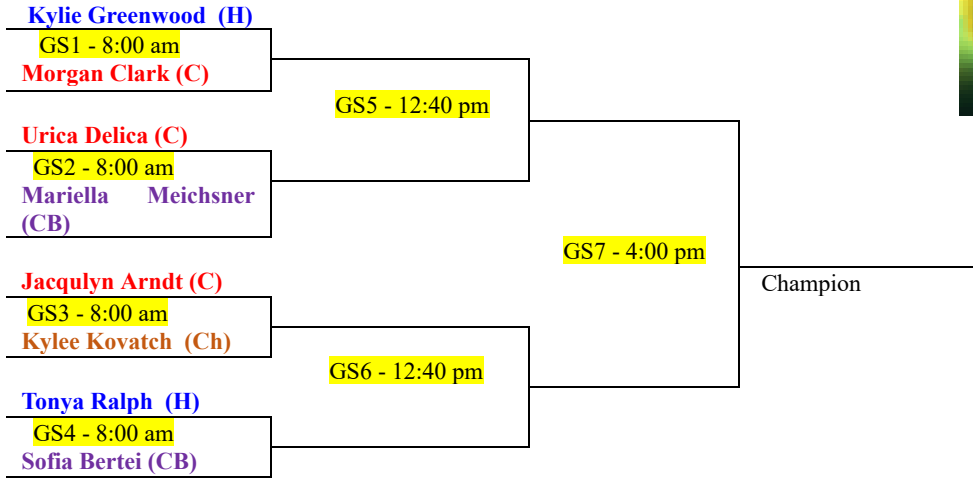 Kylie Greenwood (H)
GS1 - 8:00 am
Morgan Clark (C)
GS5 - 12:40 pm
Urica Delica (C)
GS2 - 8:00 am
Mariella Meichsner
(CB)
GS7 - 4:00 pm
Champion
Jacqulyn Arndt (C)
GS3 - 8:00 am
Kylee Kovatch (Ch)
GS6 - 12:40 pm
Tonya Ralph (H)
GS4 - 8:00 am
Sofia Bertei (CB)